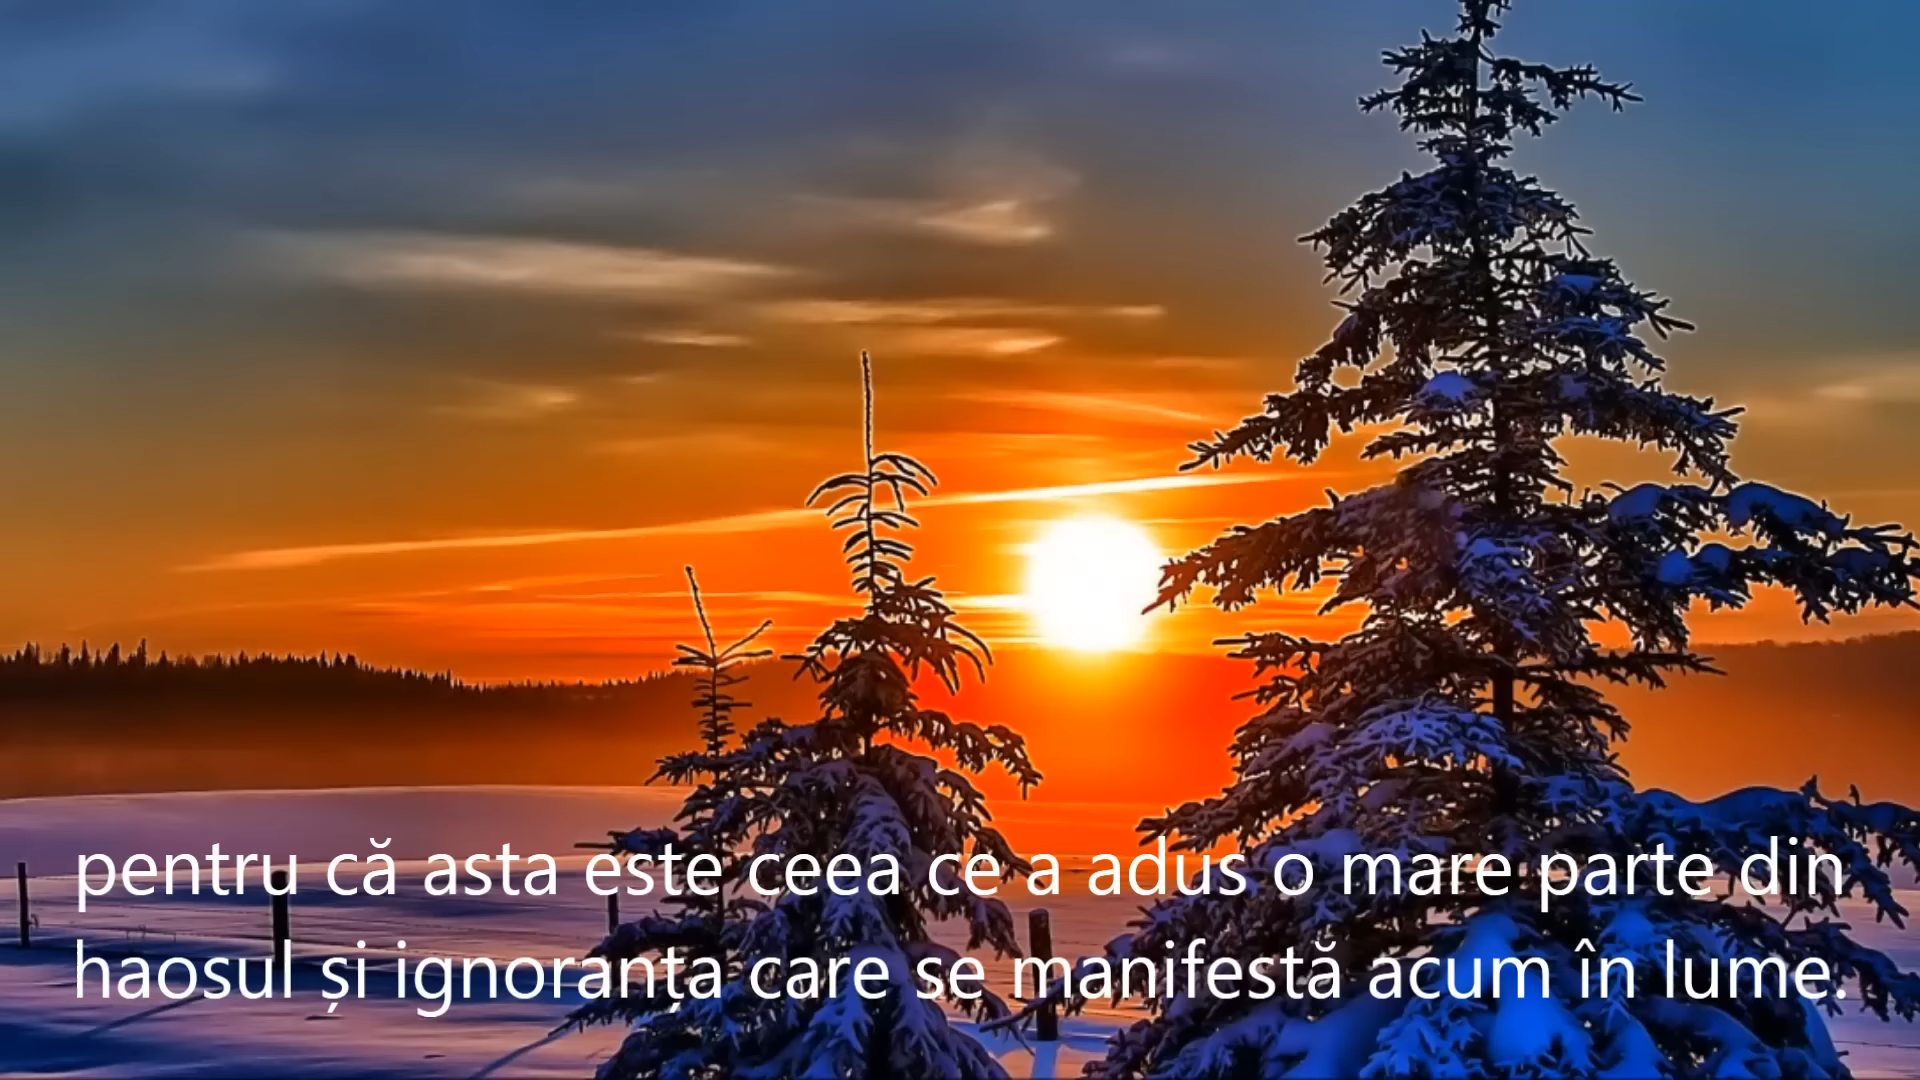 pentru că asta este ceea ce a adus o mare parte din
haosul și ignoranța care se manifestă acum în lume.